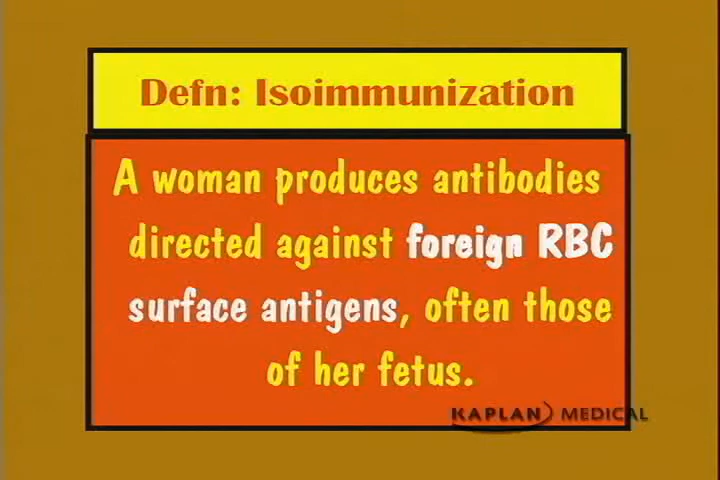 Defn: Isoimmunization
A woman produces antibodies
directed against foreign RBC
surface antigens, often those
of her fetus.
KAPLAN MEDICAL